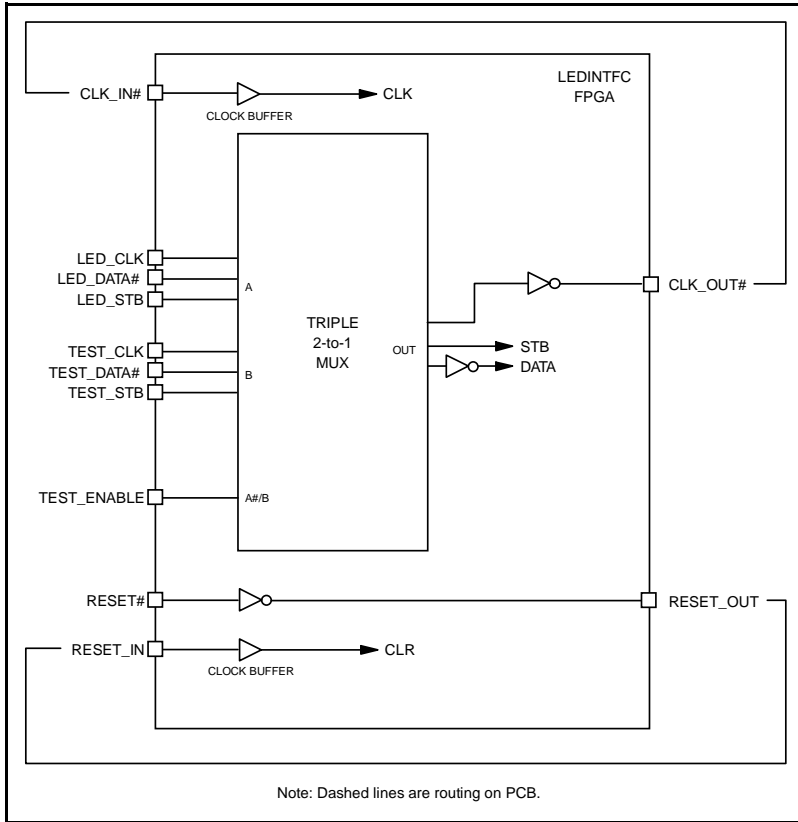 LEDINTFC
FPGA
CLK_IN#
CLK
CLOCK BUFFER
LED_CLK
LED_DATA#
LED_STB
A
CLK_OUT#
TRIPLE
2-to-1
MUX
OUT
STB
DATA
TEST_CLK
TEST_DATA#
TEST_STB
B
TEST_ENABLE
A#/B
RESET#
RESET_OUT
RESET_IN
CLR
CLOCK BUFFER
Note: Dashed lines are routing on PCB.